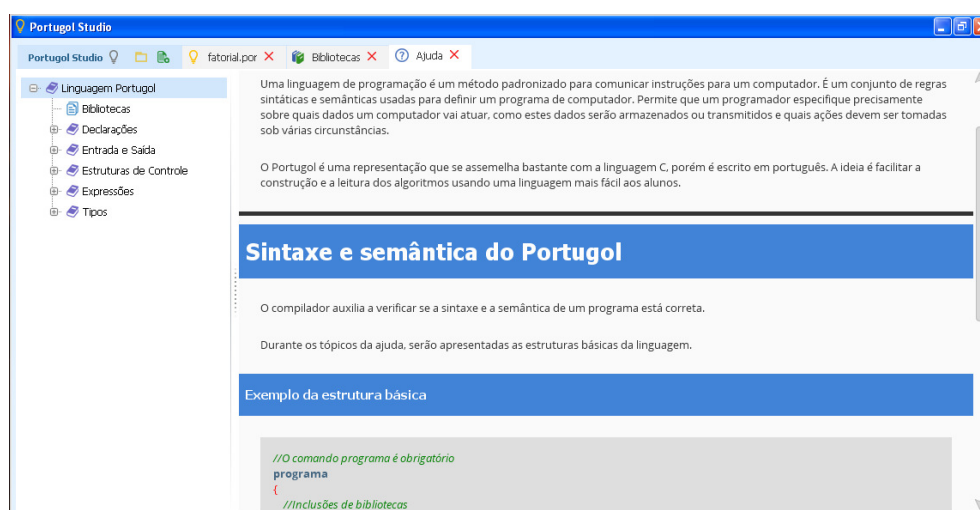 Portugol Studio
Portugol Studio fatorial.por Bibliotecas Ajuda
Linguagem Portugol
Bibliotecas
Declarações
Entrada e Saída
Estruturas de Controle
Expressões
Tipos
Uma linguagem de programação é um método padronizado para comunicar instruções para um computador. É um conjunto de regras
sintáticas e semânticas usadas para definir um programa de computador. Permite que um programador especifique precisamente
sobre quais dados um computador vai atuar, como estes dados serão armazenados ou transmitidos e quais ações devem ser tomadas
sob várias circunstâncias.
O Portugol é uma representação que se assemelha bastante com a linguagem C, porém é escrito em português. A ideia é facilitar a
construção e a leitura dos algoritmos usando uma linguagem mais fácil aos alunos.
Sintaxe e semântica do Portugol
O compilador auxilia a verificar se a sintaxe e a semântica de um programa está correta.
Durante os tópicos da ajuda, serão apresentadas as estruturas básicas da linguagem.
Exemplo da estrutura básica
//O comando programa é obrigatório
programa
{
//Inclusões de bibliotecas